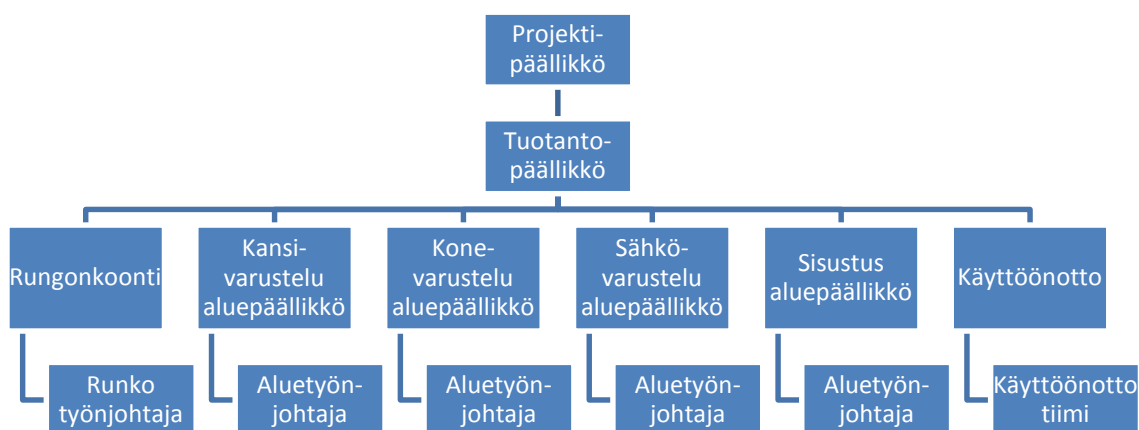 Projekti-
päällikkö
Tuotanto-
päällikkö
Rungonkoonti
Kansi-
varustelu
aluepäällikkö
Kone-
varustelu
aluepäällikkö
Sähkö-
varustelu
aluepäällikkö
Sisustus
aluepäällikkö
Käyttöönotto
Runko
työnjohtaja
Aluetyön-
johtaja
Aluetyön-
johtaja
Aluetyön-
johtaja
Aluetyön-
johtaja
Käyttöönotto
tiimi